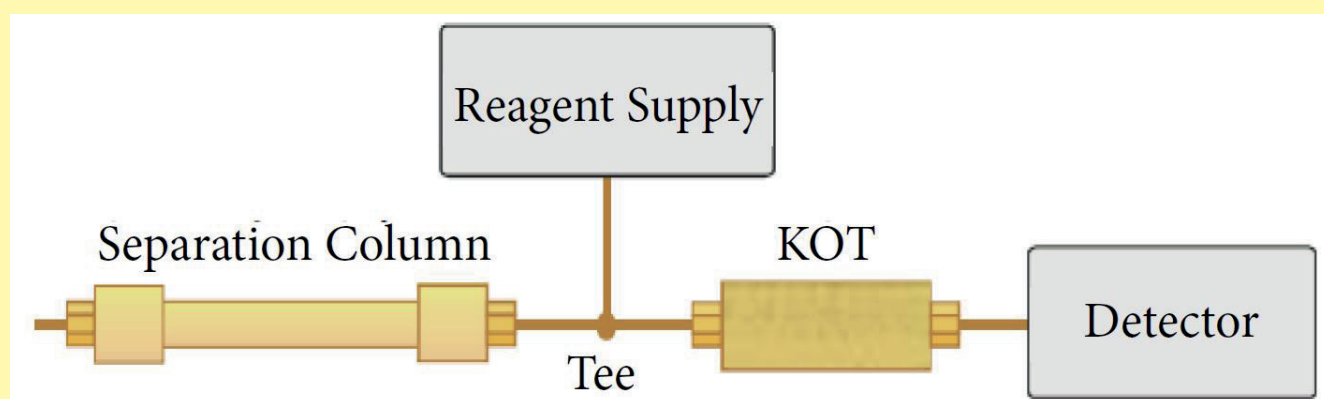 Reagent Supply
Separation Column
KOT
Tee
Detector